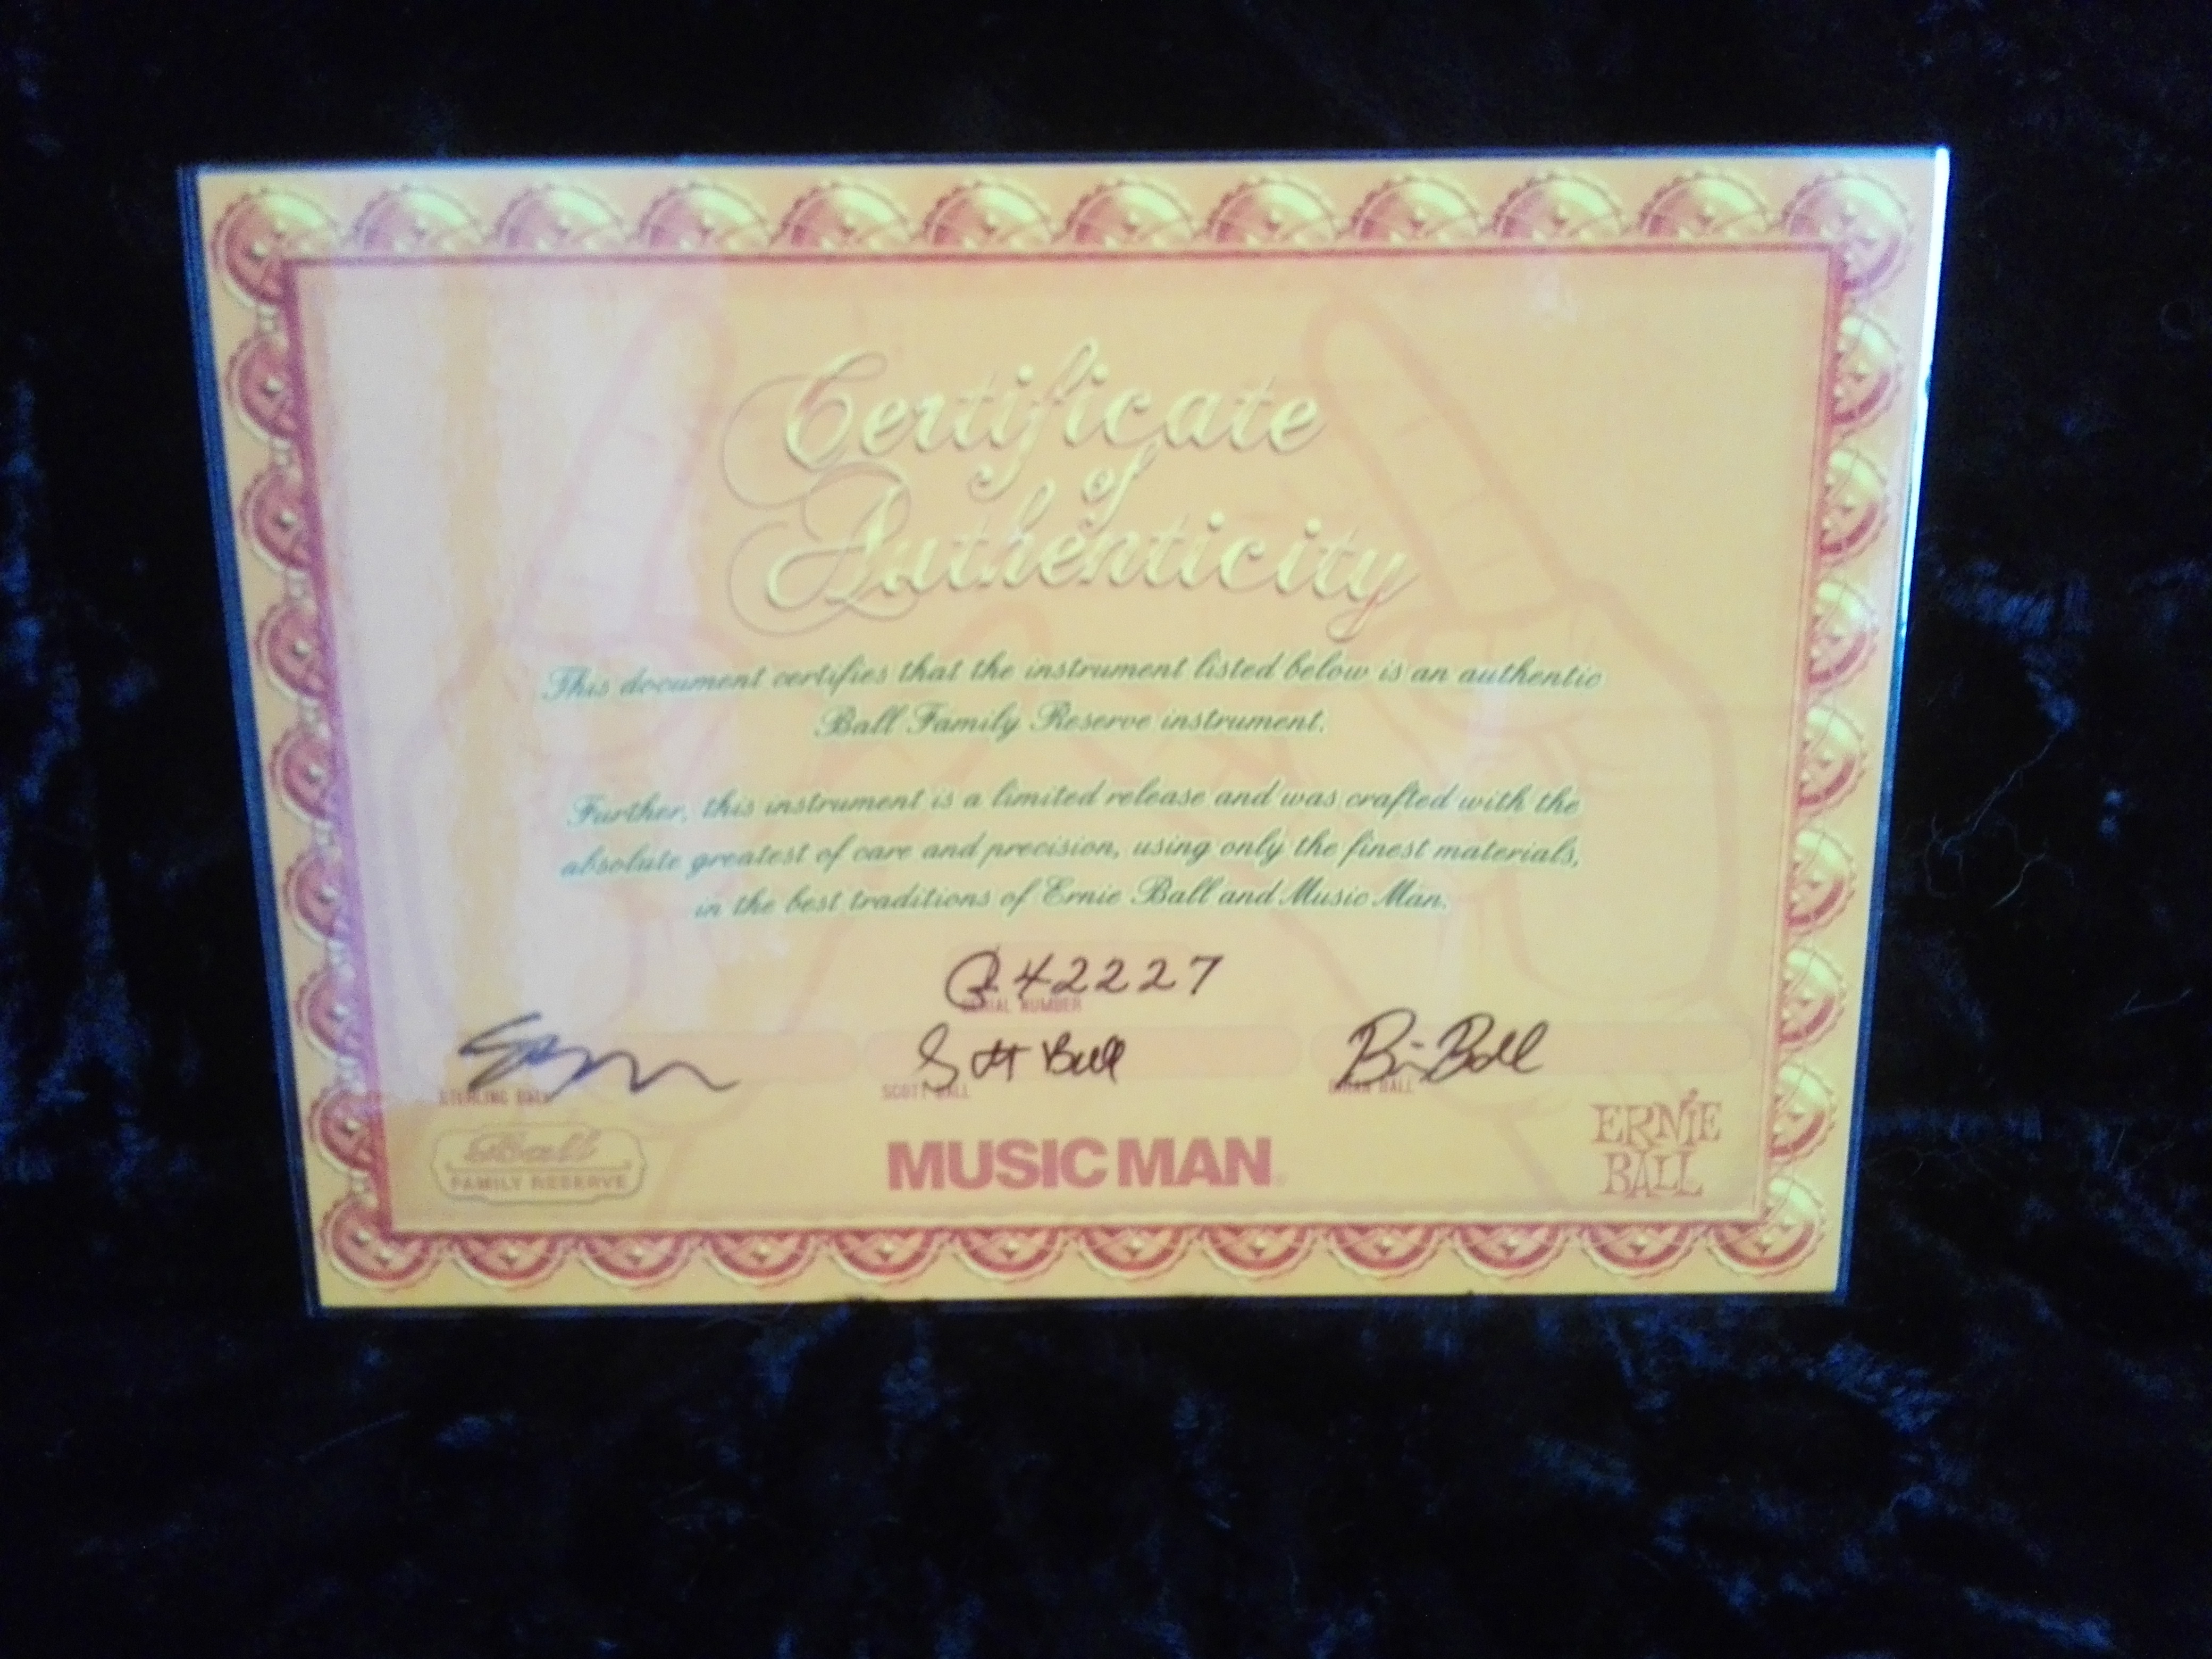 Certificate
of
Authenticity
This document certifies that the instrument listed below is an authentic
Ball Family Reserve instrument.
Further, this instrument is a limited release and was crafted with the
absolute greatest of care and precision, using only the finest materials,
in the best traditions of Ernie Ball and Music Man.
42227
SERIAL NUMBER
Scott Ball
STERLING BALL
SCOTT BALL
BRIAN BALL
Ball
FAMILY RESERVE
MUSIC MAN
ERNIE
BALL